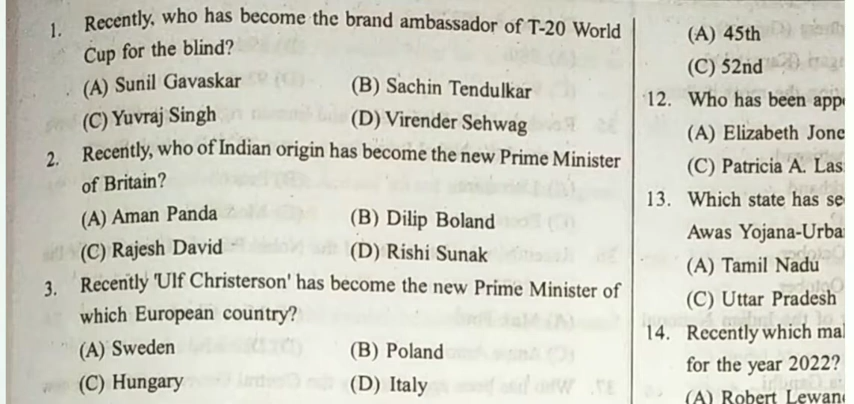 1. Recently, who has become the brand ambassador of T-20 World
Cup for the blind?
(A) Sunil Gavaskar (B) Sachin Tendulkar
(C) Yuvraj Singh (D) Virender Sehwag
2. Recently, who of Indian origin has become the new Prime Minister
of Britain?
(A) Aman Panda (B) Dilip Boland
(C) Rajesh David (D) Rishi Sunak
3. Recently 'Ulf Christerson' has become the new Prime Minister of
which European country?
(A) Sweden (B) Poland
(C) Hungary (D) Italy
(A) 45th
(C) 52nd
12. Who has been app
(A) Elizabeth Jone
(C) Patricia A. Las
13. Which state has se
Awas Yojana-Urba
(A) Tamil Nadu
(C) Uttar Pradesh
14. Recently which ma
for the year 2022?
(A) Robert Lewan